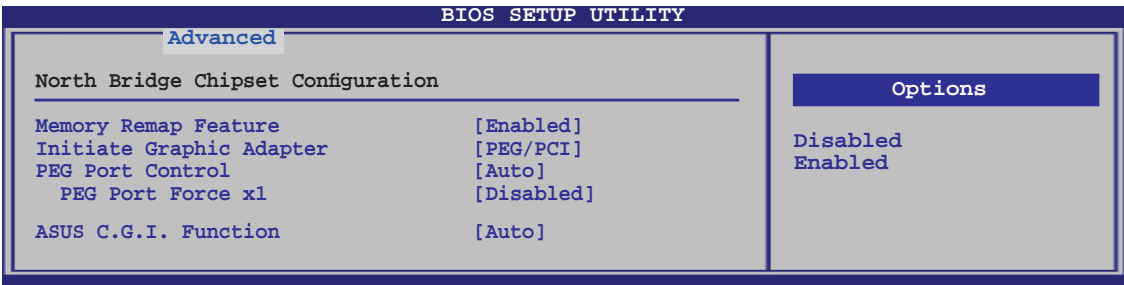 BIOS SETUP UTILITY
Advanced
North Bridge Chipset Configuration
Memory Remap Feature [Enabled]
Initiate Graphic Adapter [PEG/PCI]
PEG Port Control [Auto]
PEG Port Force x1 [Disabled]
ASUS C.G.I. Function [Auto]
Options
Disabled
Enabled